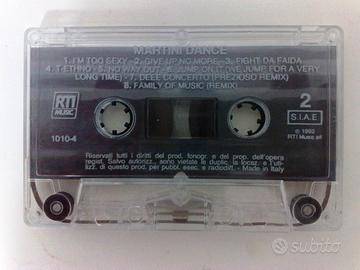 MARTINI DANCE
1. I'M TOO SEXY - 2. GIVE UP NO MORE - 3. FIGHT DA FAIDA
4. T-ETHNO - 5. NO WAY OUT - 6. JUMP ON IT (WE JUMP FOR A VERY
LONG TIME) - 7. DEEE CONCERTO (PREZIOSO REMIX)
8. FAMILY OF MUSIC (REMIX)
RTI
MUSIC
2
S.I.A.E.
1010-4
℗ 1992
RTI Music srl
Riservati tutti i diritti del prod. fonogr. e del prop. dell'opera
regist. Salvo autorizz., sono vietate la duplic., la locaz. e l'uti-
lizz. di questo prod. per pubbl. esec. e radiodiff. - Made in Italy
subito